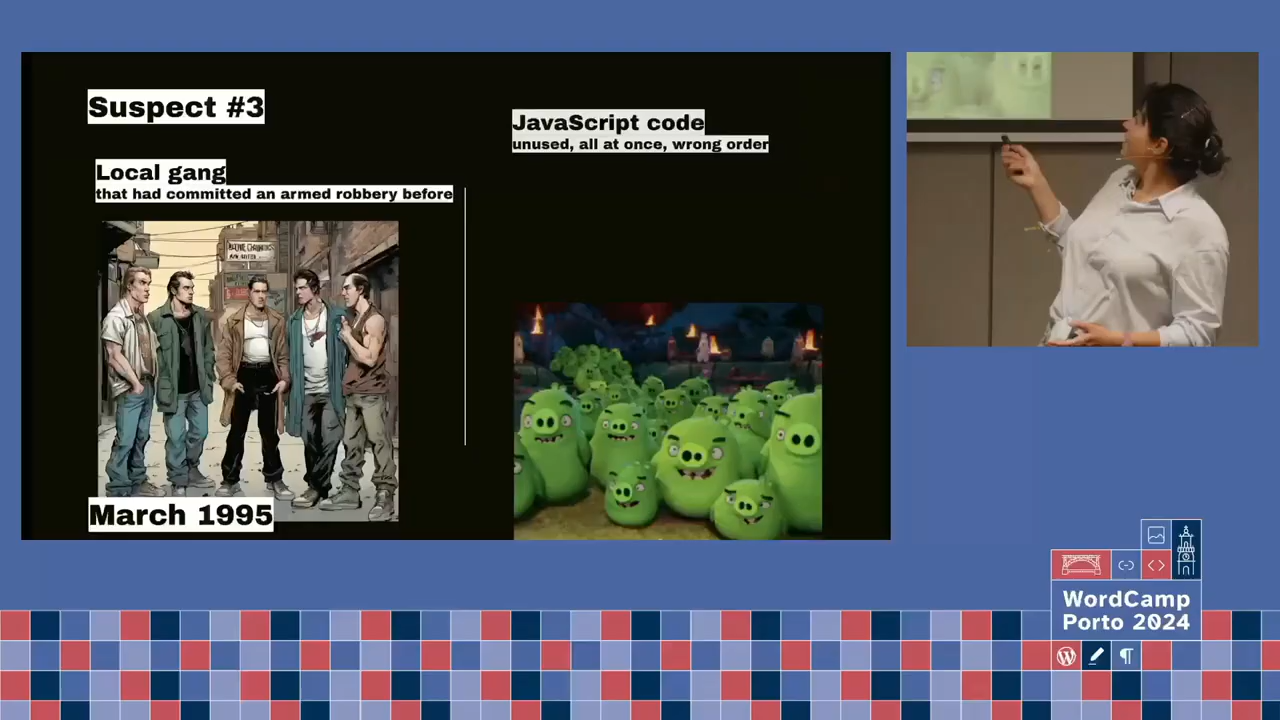 Suspect #3
Local gang
that had committed an armed robbery before
March 1995
JavaScript code
unused, all at once, wrong order
WordCamp
Porto 2024